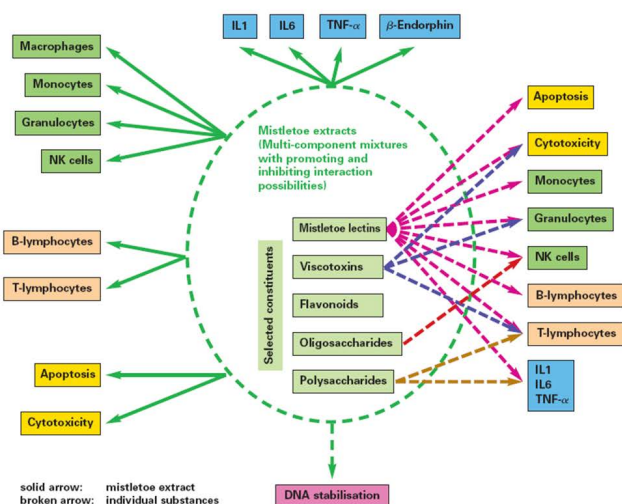 IL1
IL6
TNF-α
β-Endorphin
Macrophages
Monocytes
Granulocytes
NK cells
B-lymphocytes
T-lymphocytes
Apoptosis
Cytotoxicity
Mistletoe extracts
(Multi-component mixtures
with promoting and
inhibiting interaction
possibilities)
Selected constituents
Mistletoe lectins
Viscotoxins
Flavonoids
Oligosaccharides
Polysaccharides
Apoptosis
Cytotoxicity
Monocytes
Granulocytes
NK cells
B-lymphocytes
T-lymphocytes
IL1
IL6
TNF-α
DNA stabilisation
solid arrow: mistletoe extract
broken arrow: individual substances